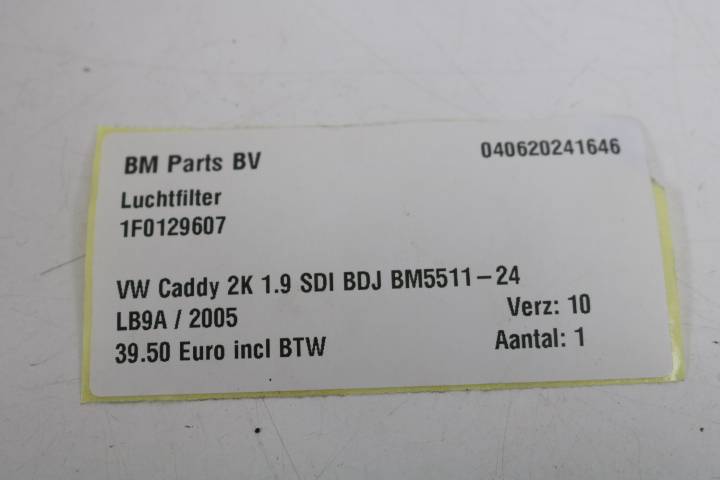 BM Parts BV 040620241646
Luchtfilter
1F0129607
VW Caddy 2K 1.9 SDI BDJ BM5511-24
LB9A / 2005 Verz: 10
39.50 Euro incl BTW Aantal: 1